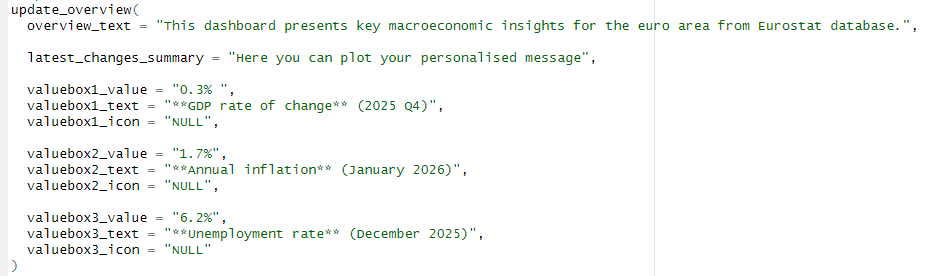 update_overview(
overview_text = "This dashboard presents key macroeconomic insights for the euro area from Eurostat database.",
latest_changes_summary = "Here you can plot your personalised message",
valuebox1_value = "0.3% ",
valuebox1_text = "**GDP rate of change** (2025 Q4)",
valuebox1_icon = "NULL",
valuebox2_value = "1.7%",
valuebox2_text = "**Annual inflation** (January 2026)",
valuebox2_icon = "NULL",
valuebox3_value = "6.2%",
valuebox3_text = "**Unemployment rate** (December 2025)",
valuebox3_icon = "NULL"
)